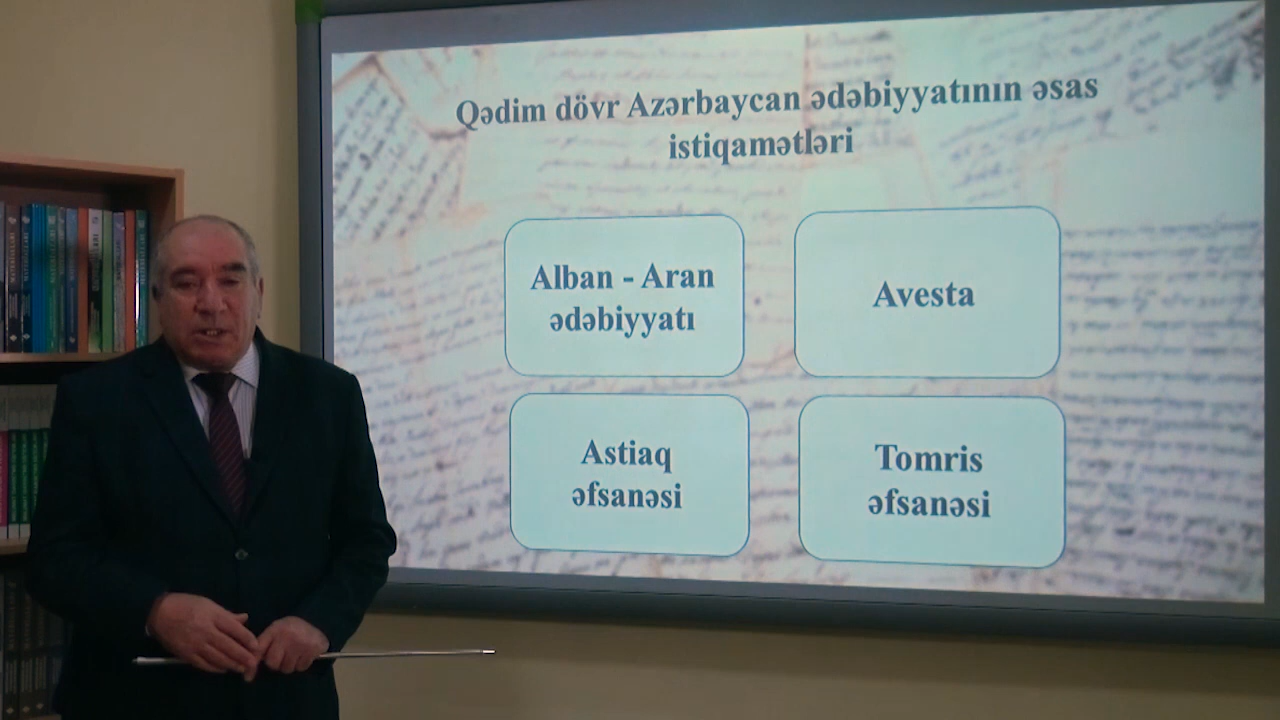 Qədim dövr Azərbaycan ədəbiyyatının əsas
istiqamətləri
Alban - Aran
ədəbiyyatı
Avesta
Astiaq
əfsanəsi
Tomris
əfsanəsi